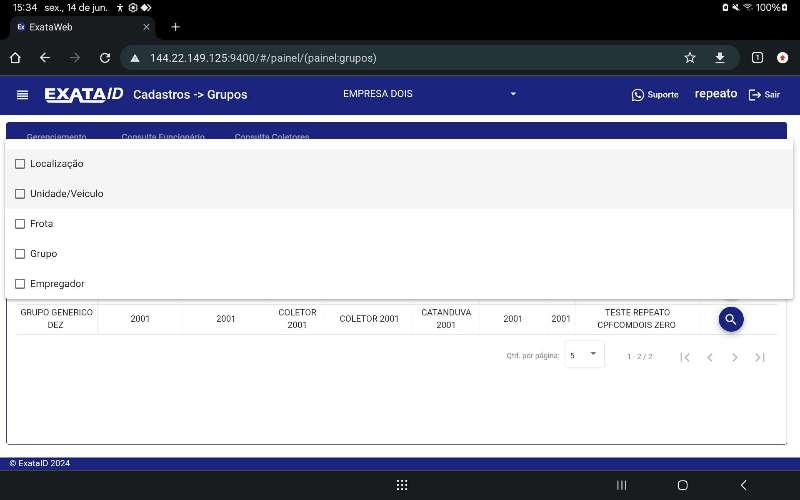 15:34 sex., 14 de jun. 100%
ExataWeb
144.22.149.125:9400/#/painel/(painel:grupos)
1
EXATAID Cadastros -> Grupos EMPRESA DOIS Suporte repeato Sair
Gerenciamento Consulta Funcionário Consulta Coletores
Localização
Unidade/Veículo
Frota
Grupo
Empregador
GRUPO GENERICO DEZ 2001 2001 COLETOR 2001 COLETOR 2001 CATANDUVA 2001 2001 2001 TESTE REPEATO CPFCOMDOIS ZERO
Qtd. por página: 5 1 - 2 / 2
© ExataID 2024